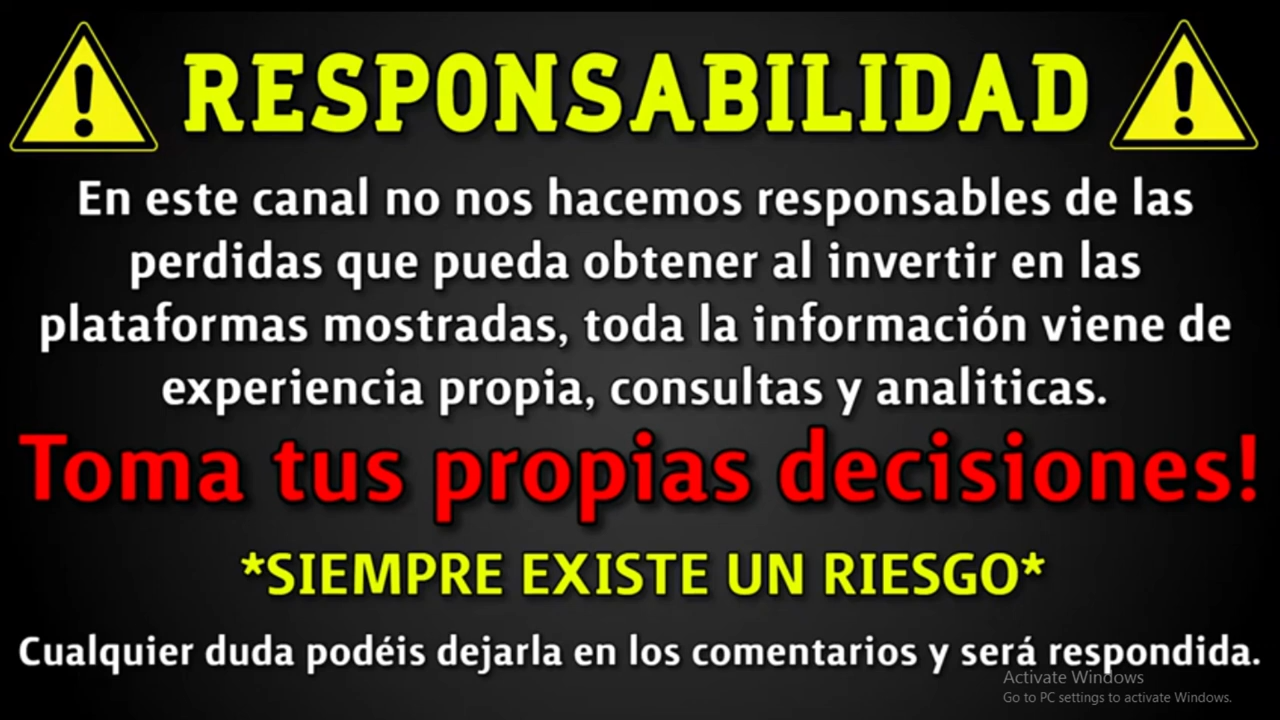 RESPONSABILIDAD
En este canal no nos hacemos responsables de las
perdidas que pueda obtener al invertir en las
plataformas mostradas, toda la información viene de
experiencia propia, consultas y analiticas.
Toma tus propias decisiones!
*SIEMPRE EXISTE UN RIESGO*
Cualquier duda podéis dejarla en los comentarios y será respondida.
Activate Windows
Go to PC settings to activate Windows.